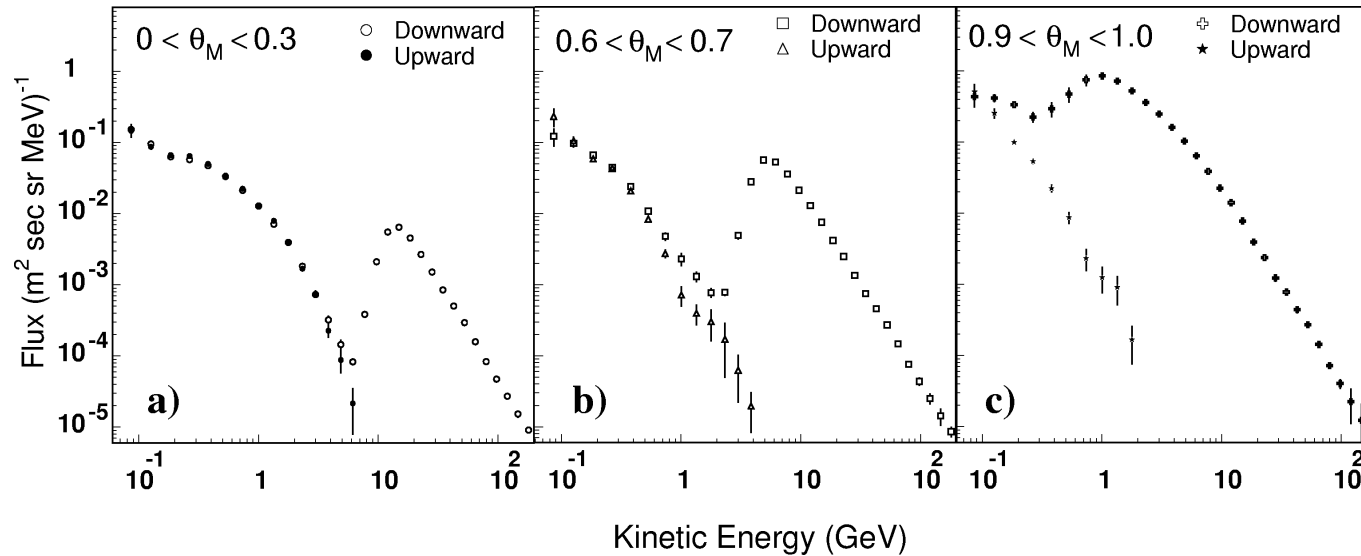 Flux (m² sec sr MeV)⁻¹
1
10⁻¹
10⁻²
10⁻³
10⁻⁴
10⁻⁵
0 < θM < 0.3
Downward
Upward
a)
10⁻¹ 1 10 10²
0.6 < θM < 0.7
Downward
Upward
b)
10⁻¹ 1 10 10²
0.9 < θM < 1.0
Downward
Upward
c)
10⁻¹ 1 10 10²
Kinetic Energy (GeV)